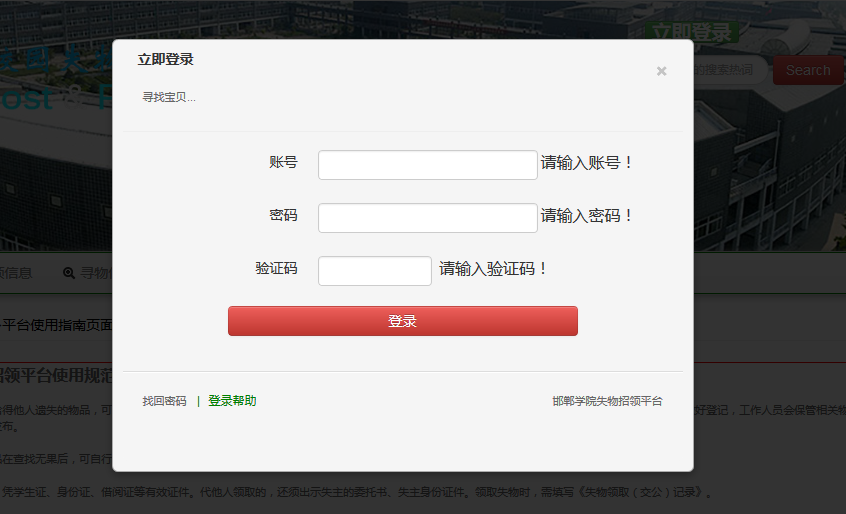 立即登录
立即登录
×
的搜索热词
Search
寻找宝贝...
账号
请输入账号！
密码
请输入密码！
验证码
请输入验证码！
信息
寻物
登录
平台使用指南页面
招领平台使用规范
找回密码 | 登录帮助
邯郸学院失物招领平台
拾得他人遗失的物品，可
好登记，工作人员会保管相关物
在查找无果后，可自行
凭学生证、身份证、借阅证等有效证件。代他人领取的，还须出示失主的委托书、失主身份证件。领取失物时，需填写《失物领取（交公）记录》。